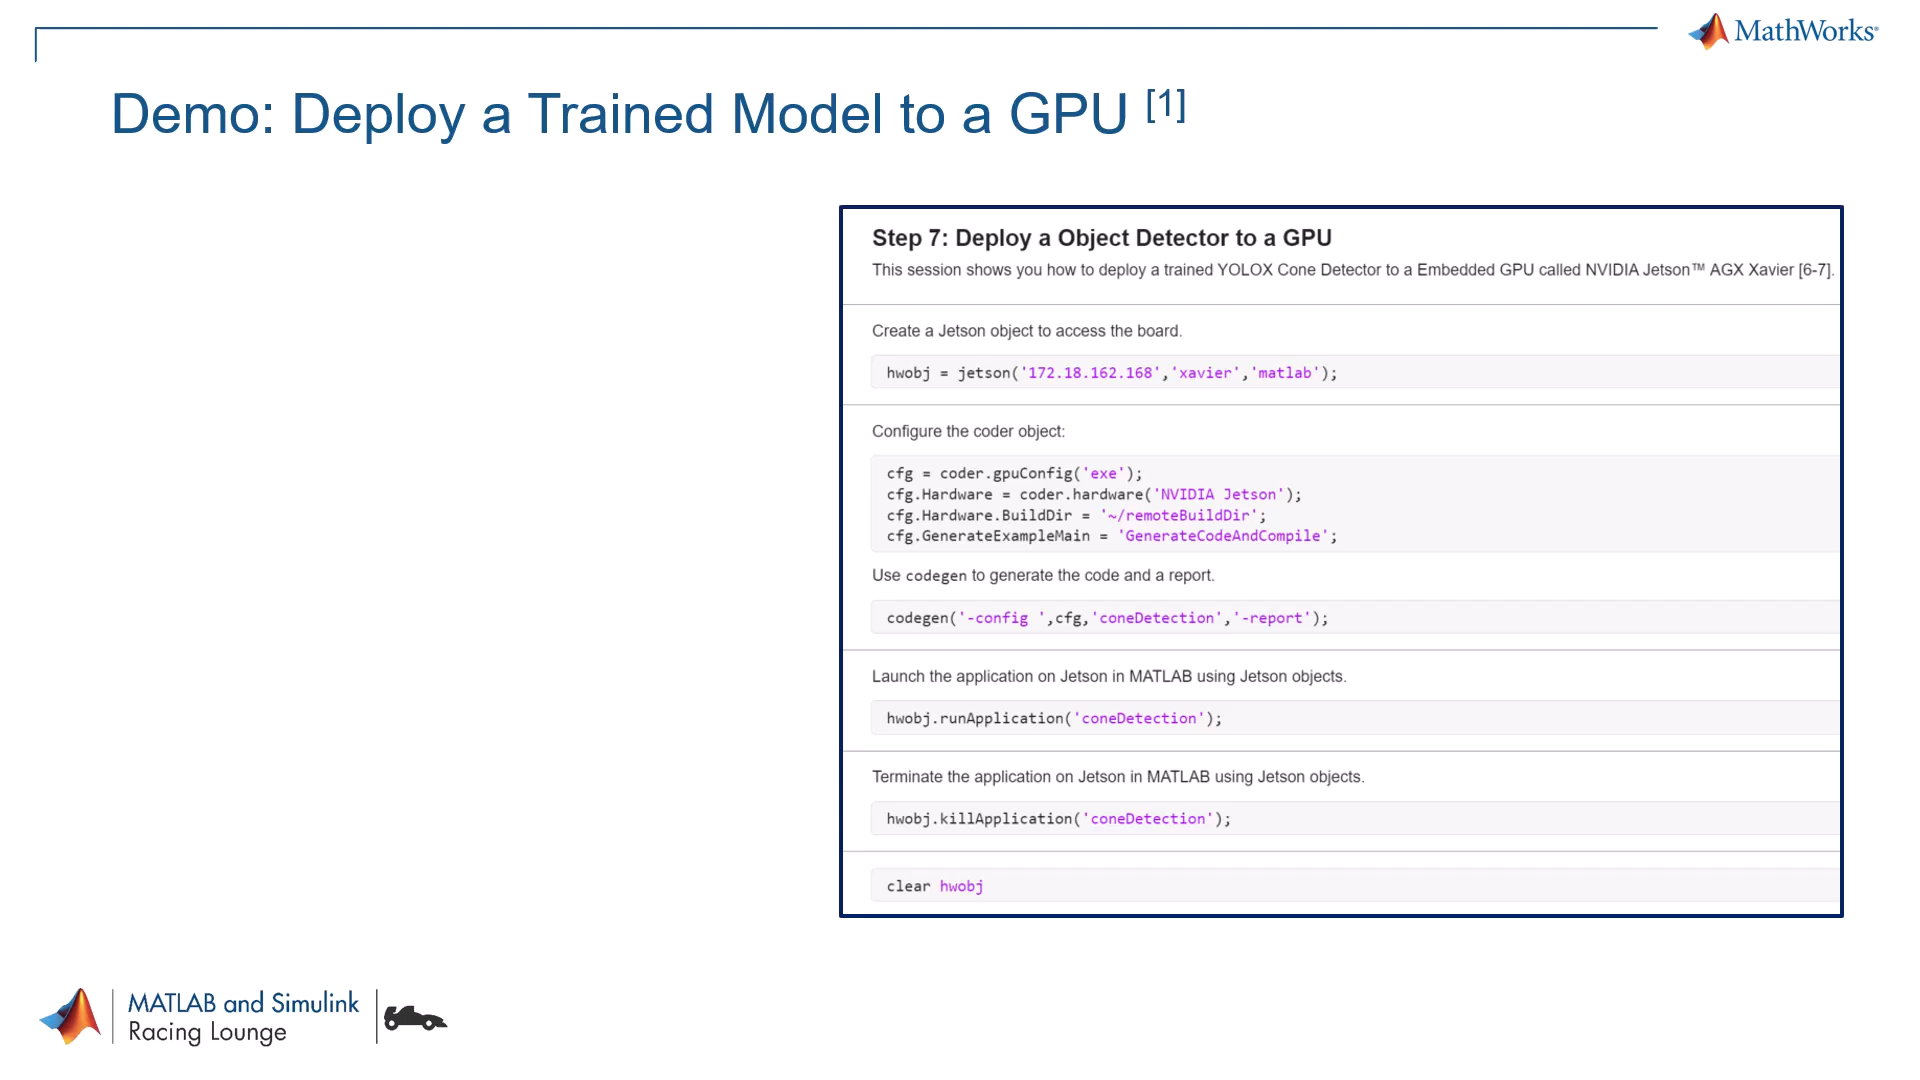 MathWorks®
Demo: Deploy a Trained Model to a GPU [1]
Step 7: Deploy a Object Detector to a GPU
This session shows you how to deploy a trained YOLOX Cone Detector to a Embedded GPU called NVIDIA Jetson™ AGX Xavier [6-7].
Create a Jetson object to access the board.
hwobj = jetson('172.18.162.168','xavier','matlab');
Configure the coder object:
cfg = coder.gpuConfig('exe');
cfg.Hardware = coder.hardware('NVIDIA Jetson');
cfg.Hardware.BuildDir = '~/remoteBuildDir';
cfg.GenerateExampleMain = 'GenerateCodeAndCompile';
Use codegen to generate the code and a report.
codegen('-config ',cfg,'coneDetection','-report');
Launch the application on Jetson in MATLAB using Jetson objects.
hwobj.runApplication('coneDetection');
Terminate the application on Jetson in MATLAB using Jetson objects.
hwobj.killApplication('coneDetection');
clear hwobj
MATLAB and Simulink
Racing Lounge